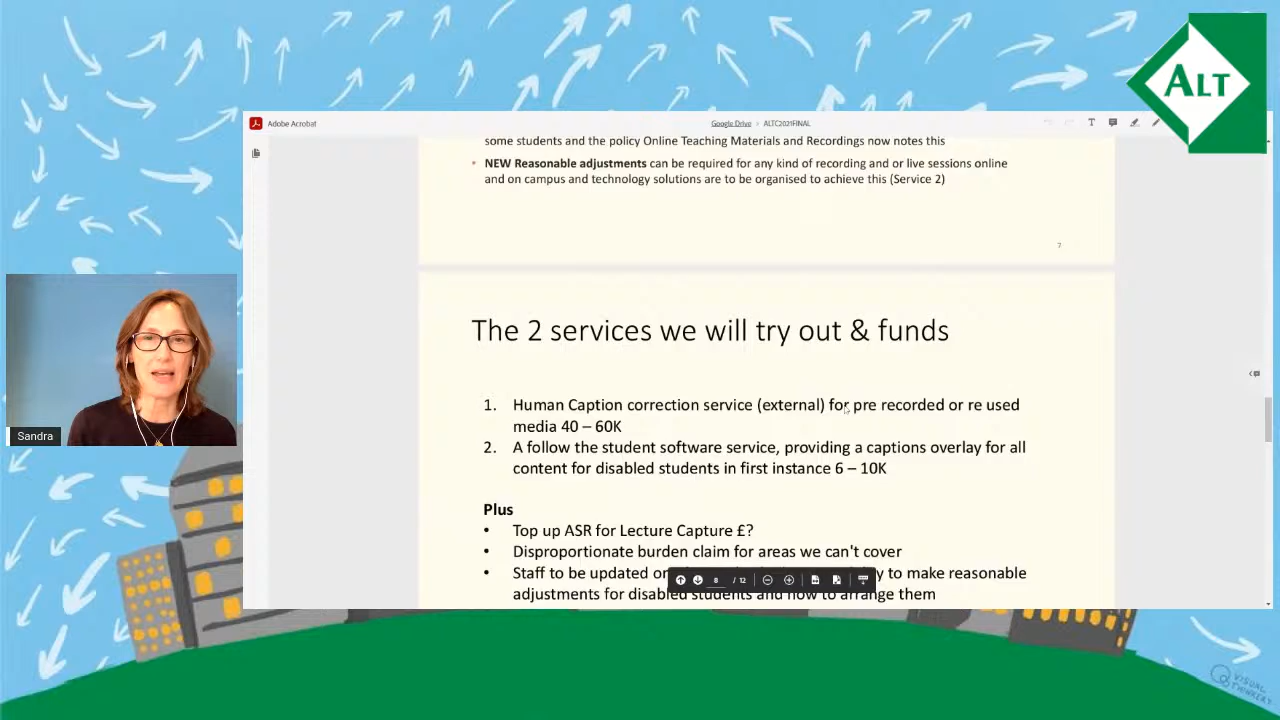 ALT
Adobe Acrobat
Google Drive › ALTC2021FINAL
some students and the policy Online Teaching Materials and Recordings now notes this
• NEW Reasonable adjustments can be required for any kind of recording and or live sessions online
and on campus and technology solutions are to be organised to achieve this (Service 2)
7
The 2 services we will try out & funds
1. Human Caption correction service (external) for pre recorded or re used
media 40 – 60K
2. A follow the student software service, providing a captions overlay for all
content for disabled students in first instance 6 – 10K
Plus
• Top up ASR for Lecture Capture £?
• Disproportionate burden claim for areas we can't cover
• Staff to be updated to make reasonable
adjustments for disabled students and how to arrange them
8 / 12
Sandra
VISUAL
THINKERY